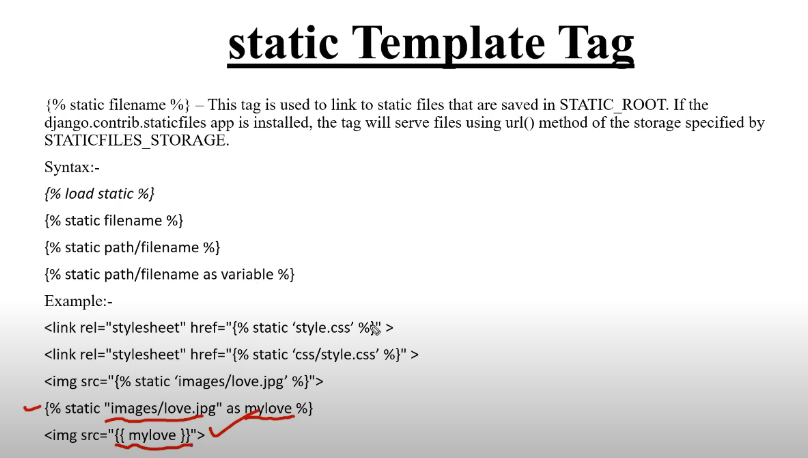 static Template Tag
{% static filename %} – This tag is used to link to static files that are saved in STATIC_ROOT. If the
django.contrib.staticfiles app is installed, the tag will serve files using url() method of the storage specified by
STATICFILES_STORAGE.
Syntax:-
{% load static %}
{% static filename %}
{% static path/filename %}
{% static path/filename as variable %}
Example:-
<link rel="stylesheet" href="{% static ‘style.css’ %}" >
<link rel="stylesheet" href="{% static ‘css/style.css’ %}" >
<img src="{% static ‘images/love.jpg’ %}">
{% static "images/love.jpg" as mylove %}
<img src="{{ mylove }}">